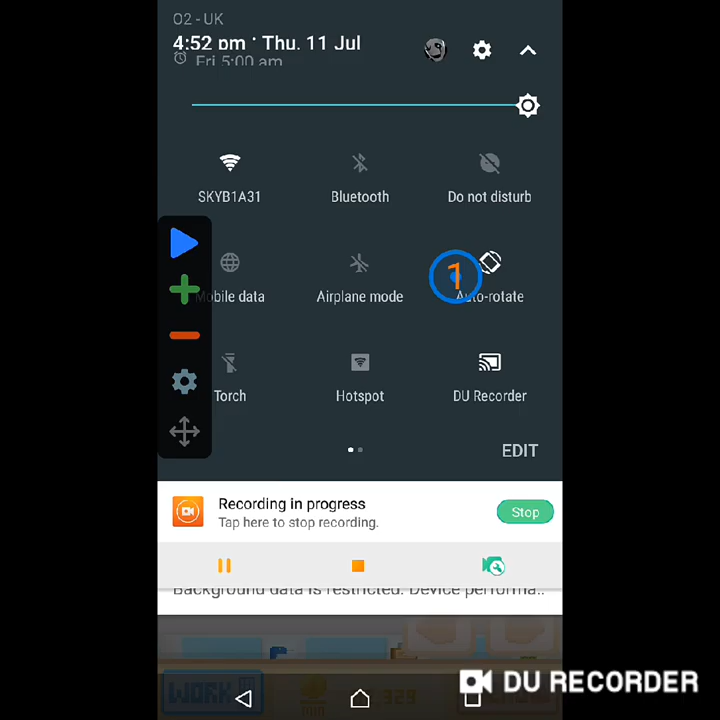 O2 - UK
4:52 pm · Thu. 11 Jul
Fri 5:00 am
SKYB1A31
Bluetooth
Do not disturb
Mobile data
Airplane mode
1
Auto-rotate
Torch
Hotspot
DU Recorder
EDIT
Recording in progress
Tap here to stop recording.
Stop
Background data is restricted. Device performa..
WORK
329
DU RECORDER